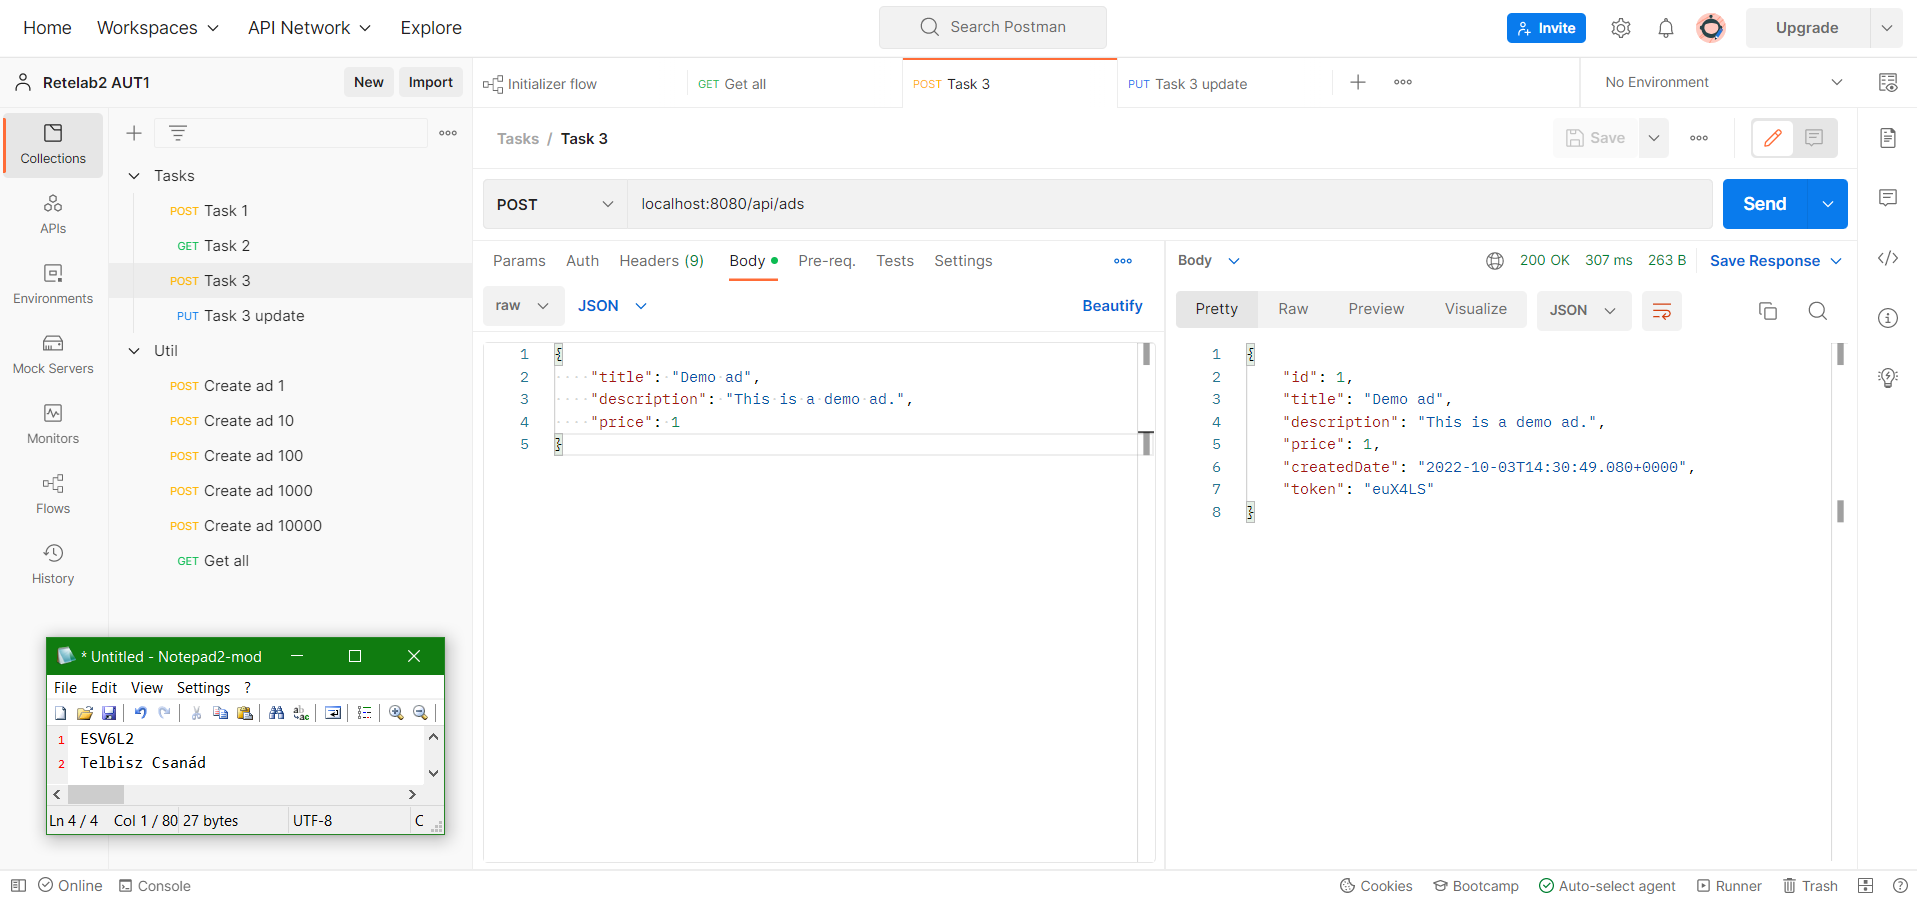 Home Workspaces API Network Explore Search Postman Invite Upgrade
Retelab2 AUT1 New Import Initializer flow GET Get all POST Task 3 PUT Task 3 update No Environment
Collections
APIs
Environments
Mock Servers
Monitors
Flows
History
Tasks
POST Task 1
GET Task 2
POST Task 3
PUT Task 3 update
Util
POST Create ad 1
POST Create ad 10
POST Create ad 100
POST Create ad 1000
POST Create ad 10000
GET Get all
Tasks / Task 3 Save
POST localhost:8080/api/ads Send
Params Auth Headers (9) Body Pre-req. Tests Settings
raw JSON Beautify
1 {
2 "title": "Demo ad",
3 "description": "This is a demo ad.",
4 "price": 1
5 }
Body 200 OK 307 ms 263 B Save Response
Pretty Raw Preview Visualize JSON
1 {
2 "id": 1,
3 "title": "Demo ad",
4 "description": "This is a demo ad.",
5 "price": 1,
6 "createdDate": "2022-10-03T14:30:49.080+0000",
7 "token": "euX4LS"
8 }
* Untitled - Notepad2-mod
File Edit View Settings ?
1 ESV6L2
2 Telbisz Csanád
Ln 4 / 4 Col 1 / 80 27 bytes UTF-8 C
Online Console Cookies Bootcamp Auto-select agent Runner Trash